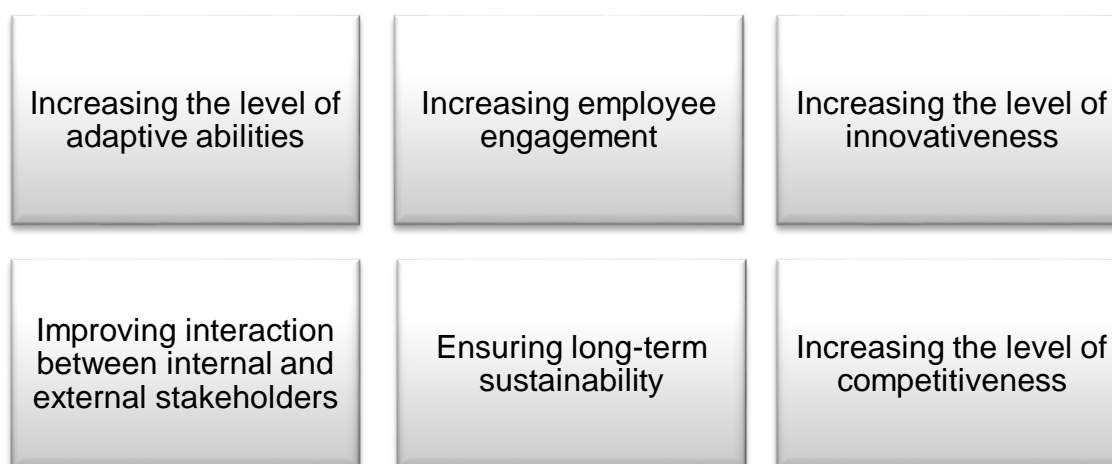 Increasing the level of
adaptive abilities
Increasing employee
engagement
Increasing the level of
innovativeness
Improving interaction
between internal and
external stakeholders
Ensuring long-term
sustainability
Increasing the level of
competitiveness